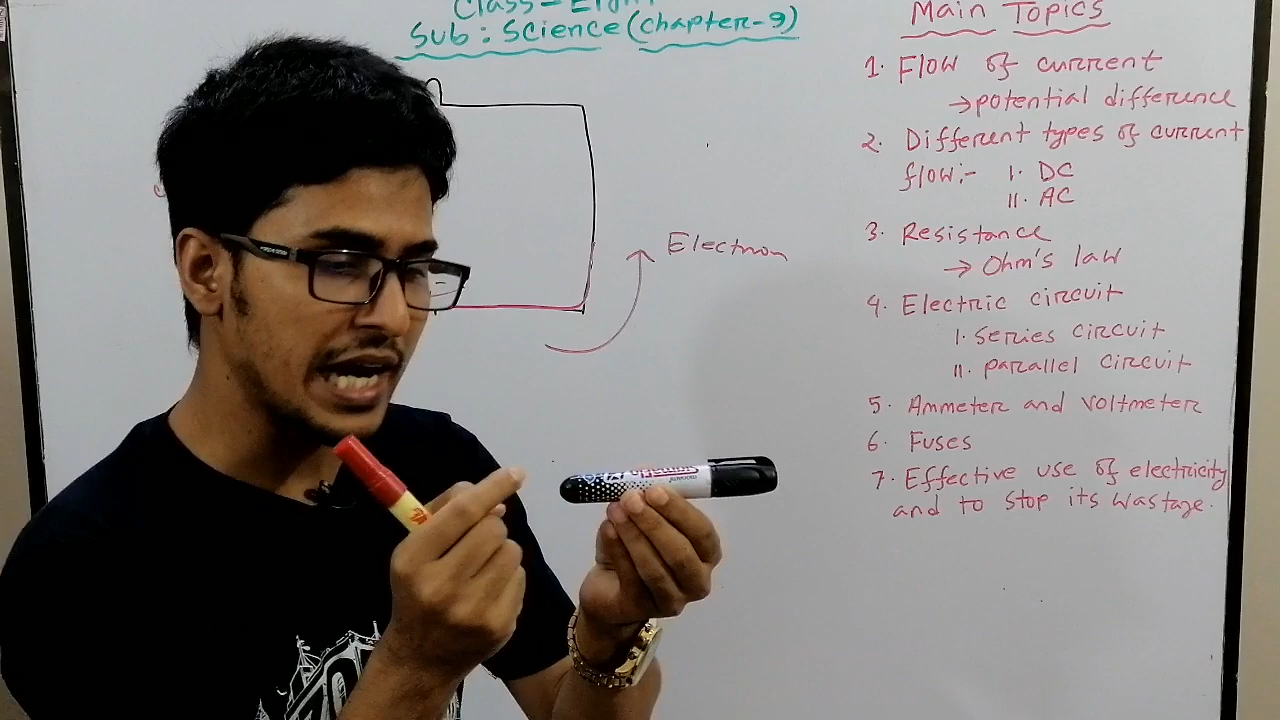 Class-Eight
Sub: Science (chapter-9)
Electron
Main Topics
1. Flow of current
→ potential difference
2. Different types of current
flow:- I. DC
II. AC
3. Resistance
→ Ohm's law
4. Electric circuit
I. Series circuit
II. parallel circuit
5. Ammeter and voltmeter
6. Fuses
7. Effective use of electricity
and to stop its wastage.